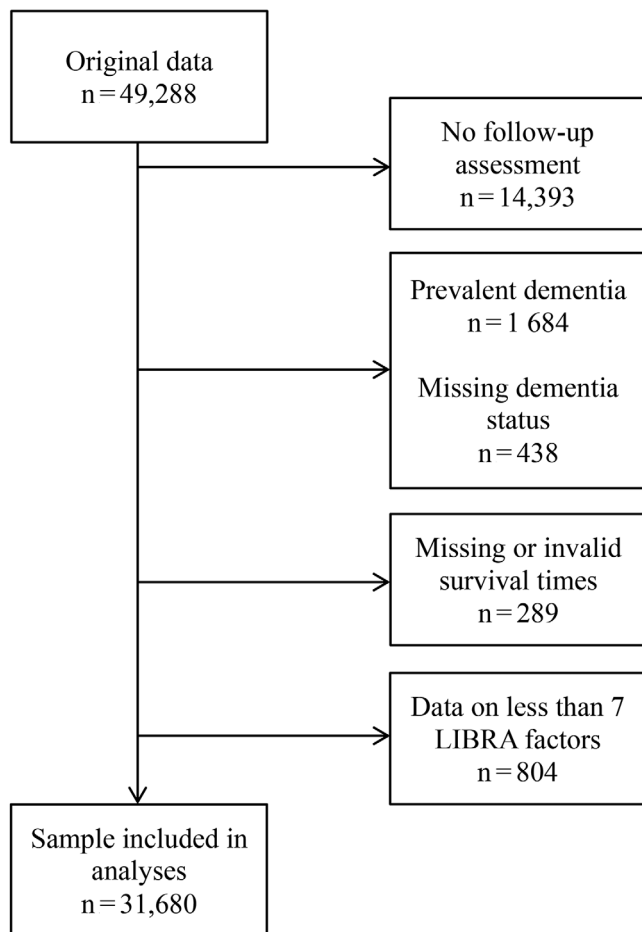 Original data
n = 49,288
No follow-up
assessment
n = 14,393
Prevalent dementia
n = 1 684
Missing dementia
status
n = 438
Missing or invalid
survival times
n = 289
Data on less than 7
LIBRA factors
n = 804
Sample included in
analyses
n = 31,680